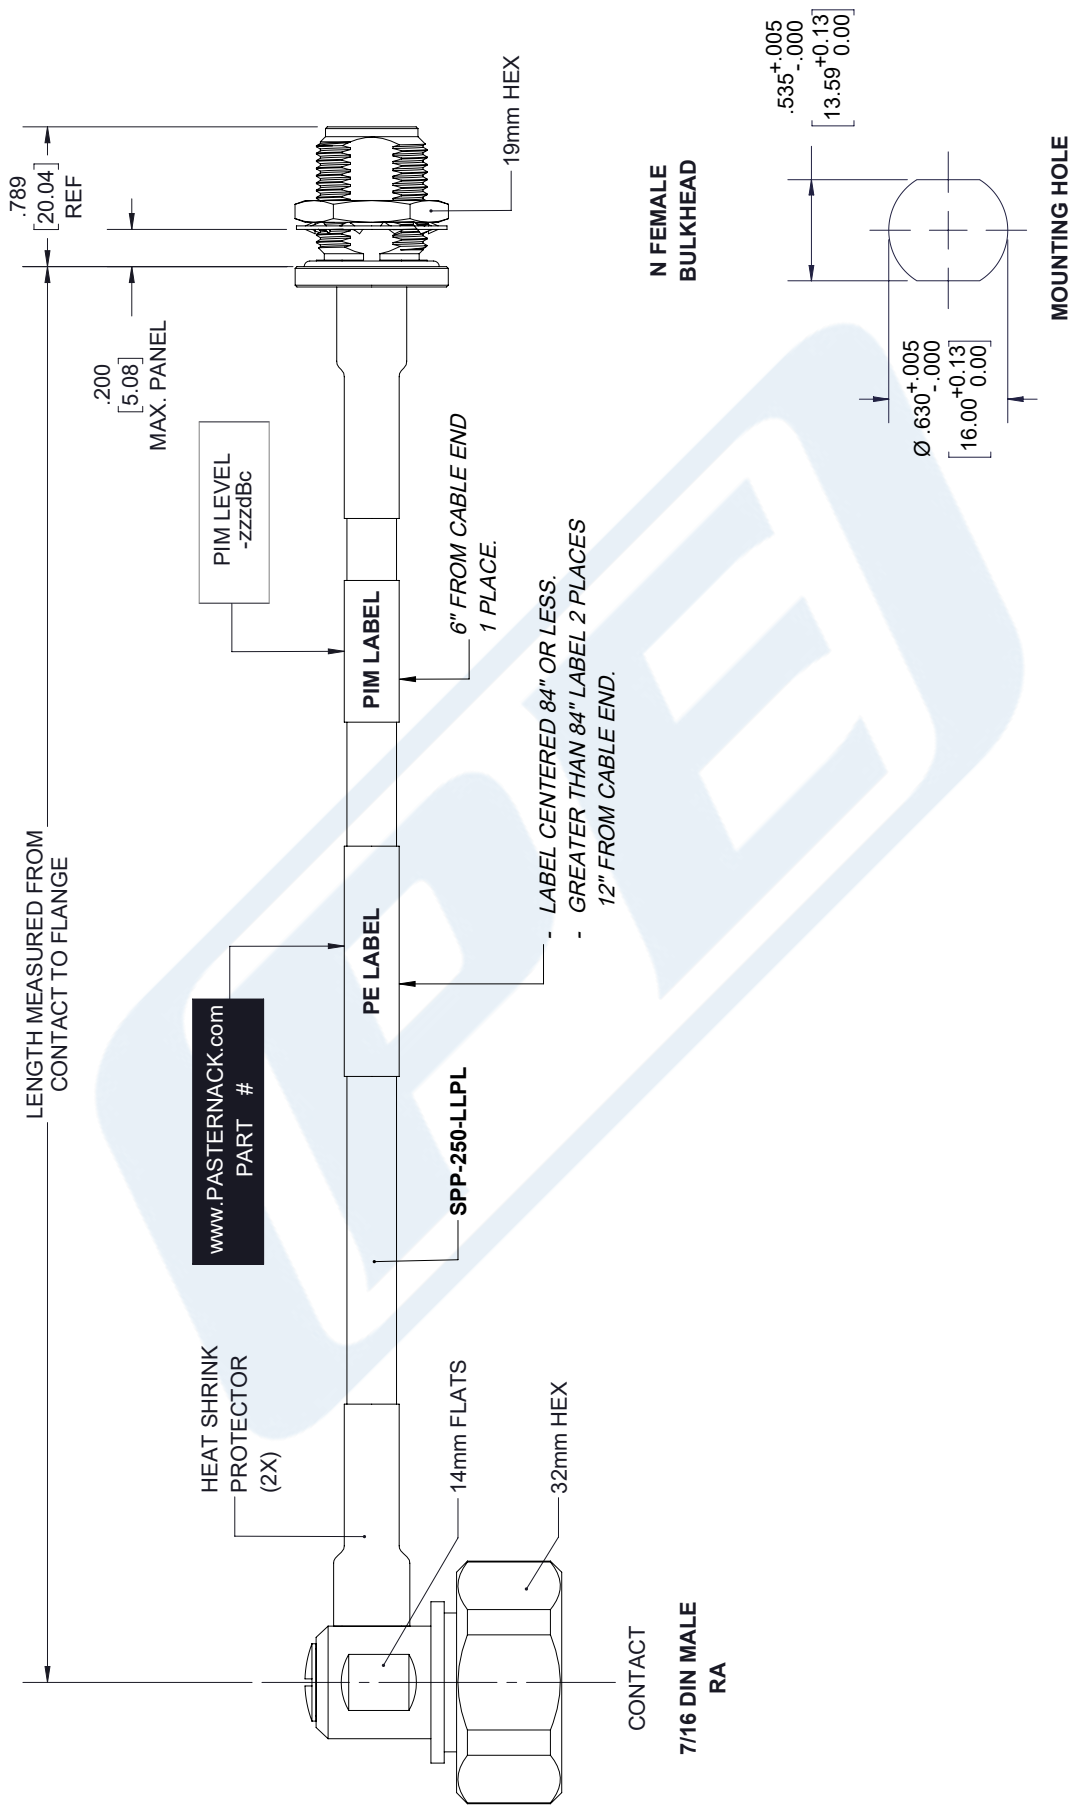 LENGTH MEASURED FROM
CONTACT TO FLANGE
.789
[20.04]
REF
.200
[5.08]
MAX. PANEL
HEAT SHRINK
PROTECTOR
(2X)
www.PASTERNACK.com
PART #
PIM LEVEL
-zzzdBc
PE LABEL
PIM LABEL
14mm FLATS
32mm HEX
SPP-250-LLPL
- LABEL CENTERED 84" OR LESS.
- GREATER THAN 84" LABEL 2 PLACES
12" FROM CABLE END.
6" FROM CABLE END
1 PLACE.
19mm HEX
CONTACT
7/16 DIN MALE
RA
N FEMALE
BULKHEAD
.535+.005
-.000
[13.59+0.13
0.00]
Ø .630+.005
-.000
[16.00+0.13
0.00]
MOUNTING HOLE
PE